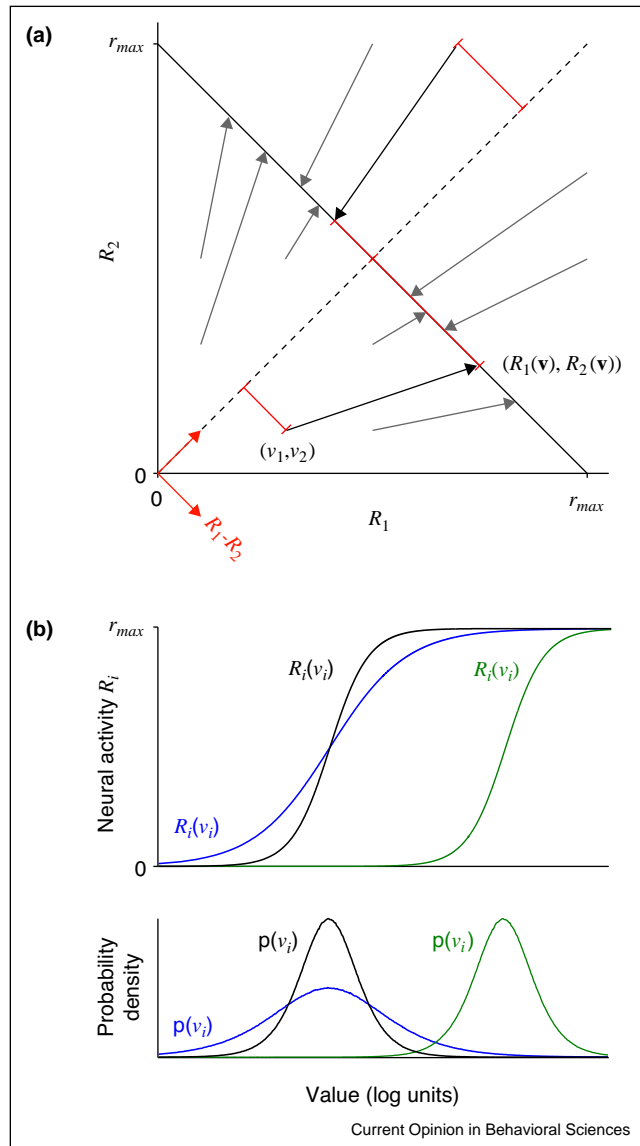 (a)
r_max
R_2
(R_1(v), R_2(v))
(v_1,v_2)
0
0
r_max
R_1
R_1-R_2
(b)
r_max
R_i(v_i)
R_i(v_i)
Neural activity R_i
R_i(v_i)
0
p(v_i)
p(v_i)
Probability
density
p(v_i)
Value (log units)
Current Opinion in Behavioral Sciences